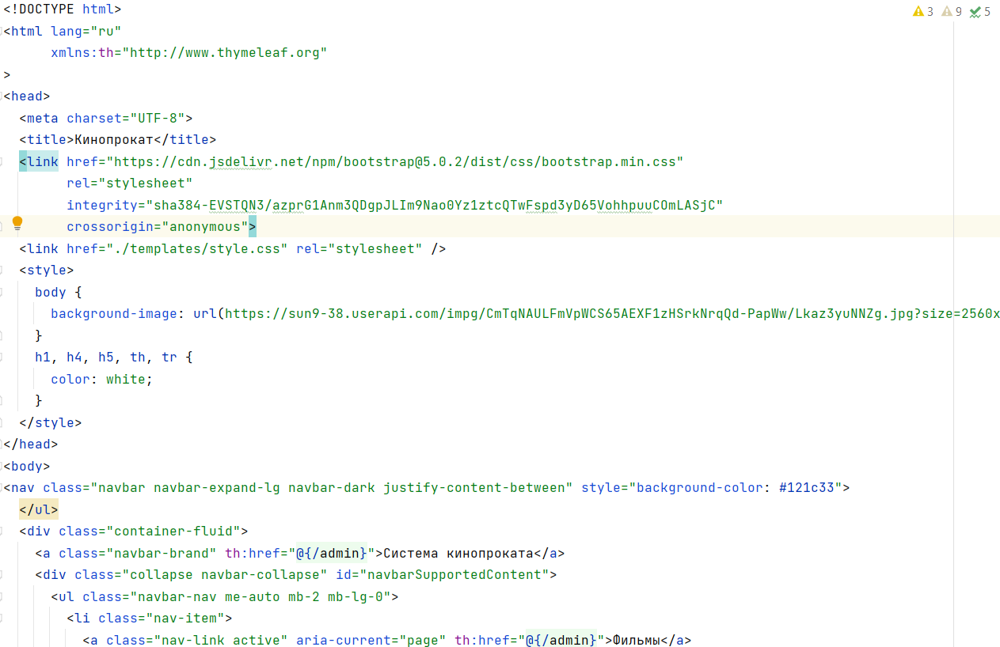 <!DOCTYPE html>
3 9 5
<html lang="ru"
xmlns:th="http://www.thymeleaf.org"
>
<head>
<meta charset="UTF-8">
<title>Кинопрокат</title>
<link href="https://cdn.jsdelivr.net/npm/bootstrap@5.0.2/dist/css/bootstrap.min.css"
rel="stylesheet"
integrity="sha384-EVSTQN3/azprG1Anm3QDgpJLIm9Nao0Yz1ztcQTwFspd3yD65VohhpuuCOmLASjC"
crossorigin="anonymous">
<link href="./templates/style.css" rel="stylesheet" />
<style>
body {
background-image: url(https://sun9-38.userapi.com/impg/CmTqNAULFmVpWCS65AEXF1zHSrkNrqQd-PapWw/Lkaz3yuNNZg.jpg?size=2560x
}
h1, h4, h5, th, tr {
color: white;
}
</style>
</head>
<body>
<nav class="navbar navbar-expand-lg navbar-dark justify-content-between" style="background-color: #121c33">
</ul>
<div class="container-fluid">
<a class="navbar-brand" th:href="@{/admin}">Система кинопроката</a>
<div class="collapse navbar-collapse" id="navbarSupportedContent">
<ul class="navbar-nav me-auto mb-2 mb-lg-0">
<li class="nav-item">
<a class="nav-link active" aria-current="page" th:href="@{/admin}">Фильмы</a>